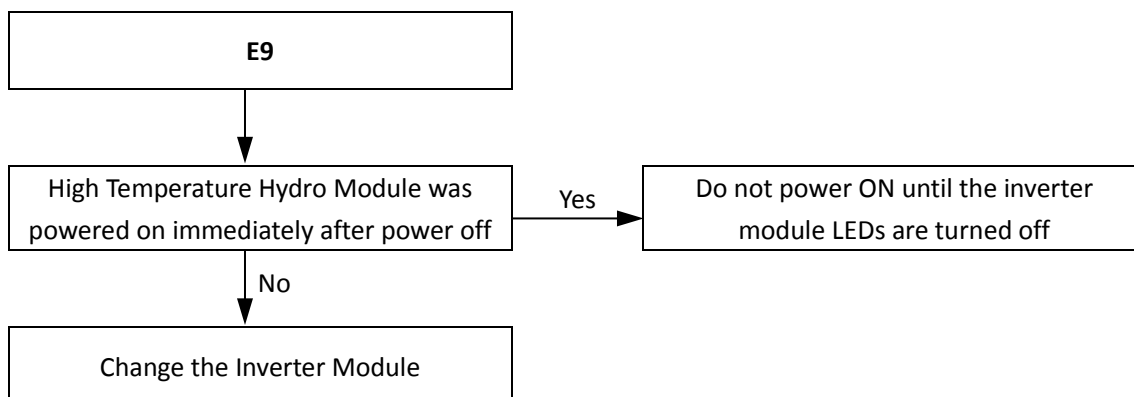 E9
High Temperature Hydro Module was
powered on immediately after power off
Yes
Do not power ON until the inverter
module LEDs are turned off
No
Change the Inverter Module